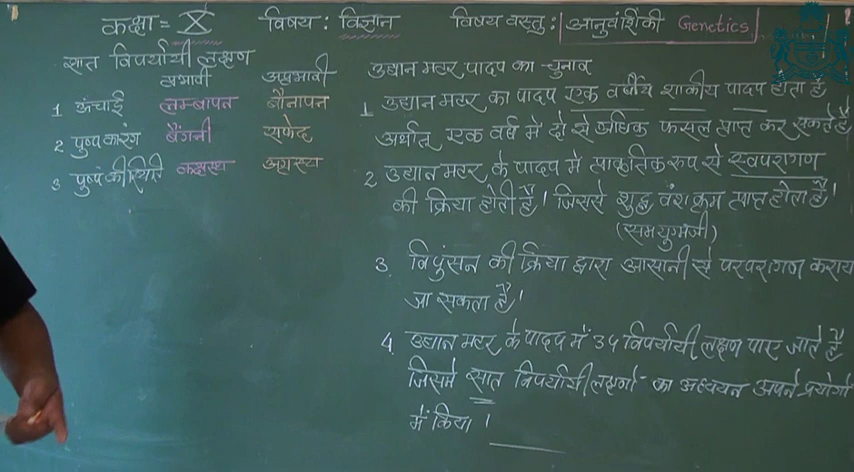 कक्षा = X विषय : विज्ञान विषय वस्तु : आनुवंशिकी Genetics
सात विपर्यायी लक्षण
प्रभावी अप्रभावी
1 ऊंचाई लम्बापन बौनापन
2 पुष्प का रंग बैंगनी सफेद
3 पुष्प की स्थिति कक्षस्थ अग्रस्थ
उद्यान मटर पादप का चुनाव
1 उद्यान मटर का पादप एक वर्षीय शाकीय पादप होता है
अर्थात् एक वर्ष में दो से अधिक फसल प्राप्त कर सकते है
2 उद्यान मटर के पादप में प्राकृतिक रूप से स्वपरागण
की क्रिया होती है। जिससे शुद्ध वंश क्रम प्राप्त होता है।
(समयुग्मजी)
3. विपुंसन की क्रिया द्वारा आसानी से परपरागण कराया
जा सकता है।
4. उद्यान मटर के पादप में 34 विपर्यायी लक्षण पाए जाते है
जिसमे सात विपर्यायी लक्षणो का अध्ययन अपने प्रयोगो
में किया।